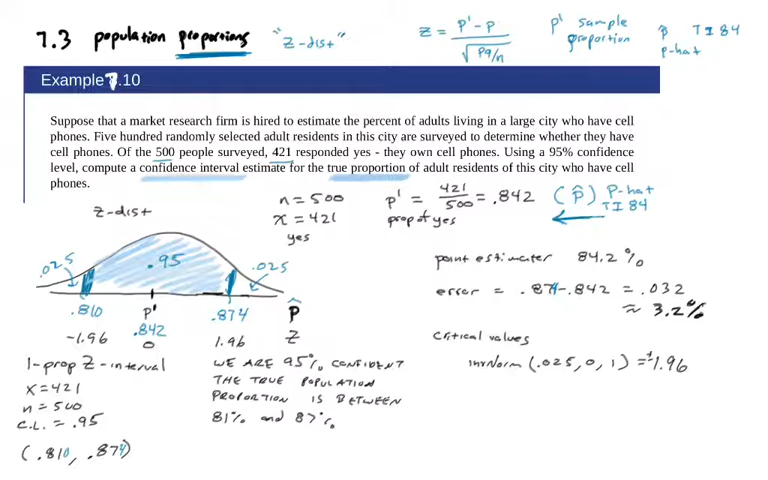 7.3 population proportions "Z-dist"
z = p'-p / √pq/n
p' sample proportion
p̂ TI 84
p-hat
Example 7.10
Suppose that a market research firm is hired to estimate the percent of adults living in a large city who have cell
phones. Five hundred randomly selected adult residents in this city are surveyed to determine whether they have
cell phones. Of the 500 people surveyed, 421 responded yes - they own cell phones. Using a 95% confidence
level, compute a confidence interval estimate for the true proportion of adult residents of this city who have cell
phones.
Z-dist
n=500
x=421
yes
p' = 421/500 = .842 (p̂) P-hat
TI 84
prop of yes
.025 .95 .025
.810 p' .874 p̂
-1.96 .842 1.96 Z
0
point estimater 84.2%
error = .874-.842 = .032
≈ 3.2%
Critical values
invNorm (.025, 0, 1) = ±1.96
1-prop Z-interval
x=421
n=500
C.L. = .95
(.810, .874)
WE ARE 95% CONFIDENT
THE TRUE POPULATION
PROPORTION IS BETWEEN
81% and 87%